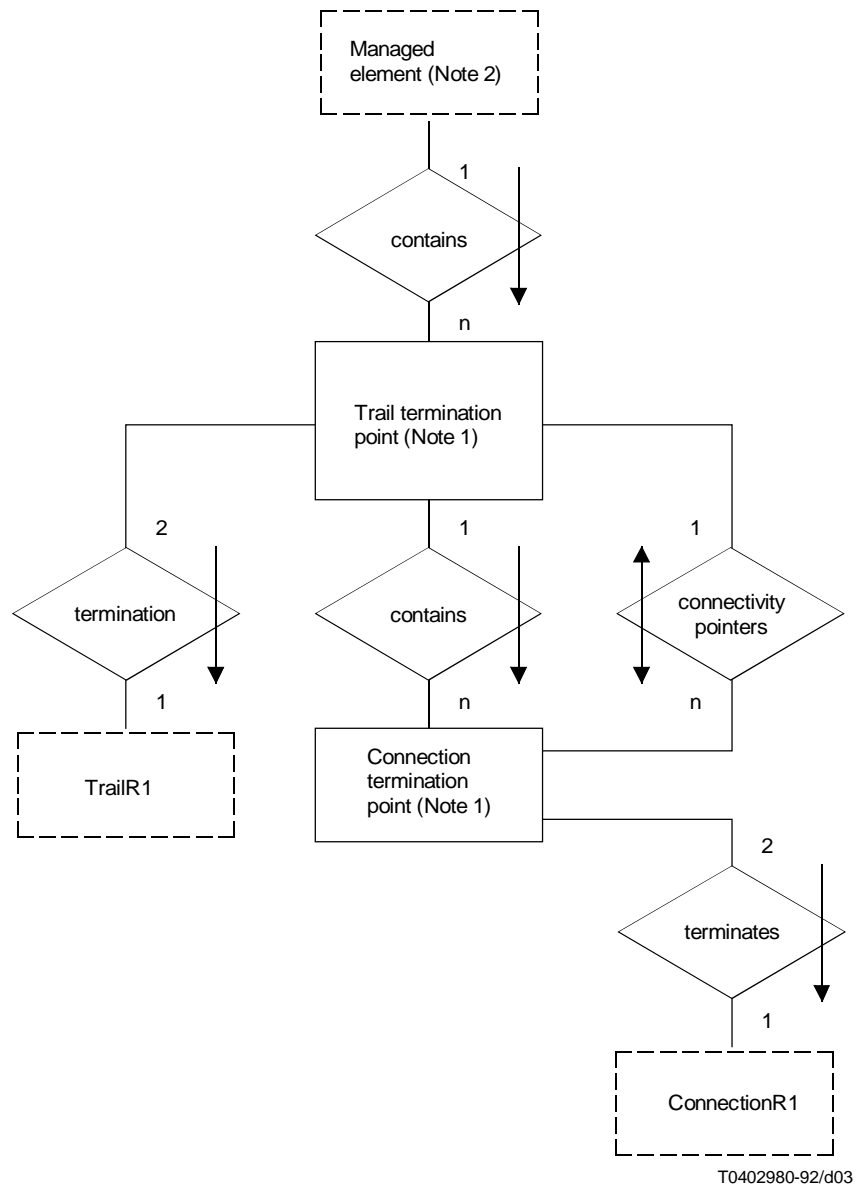 Managed
element (Note 2)
1
contains
n
Trail termination
point (Note 1)
2
1
1
termination
contains
connectivity
pointers
1
n
n
TrailR1
Connection
termination
point (Note 1)
2
terminates
1
ConnectionR1
T0402980-92/d03